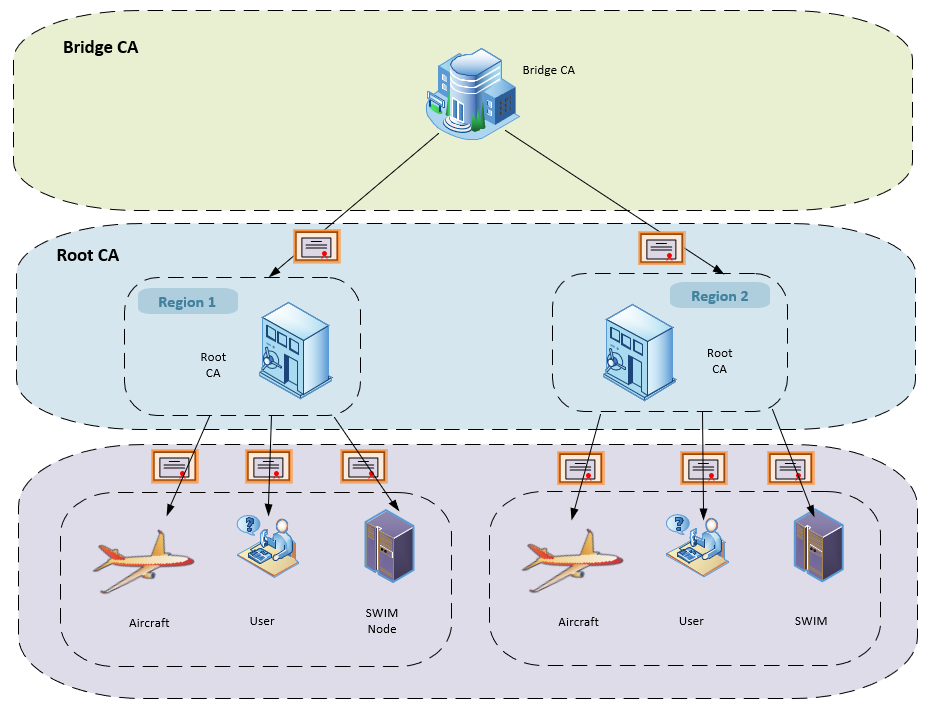 Bridge CA
Bridge CA
Root CA
Region 1
Root
CA
Region 2
Root
CA
?
Aircraft
User
SWIM
Node
?
Aircraft
User
SWIM